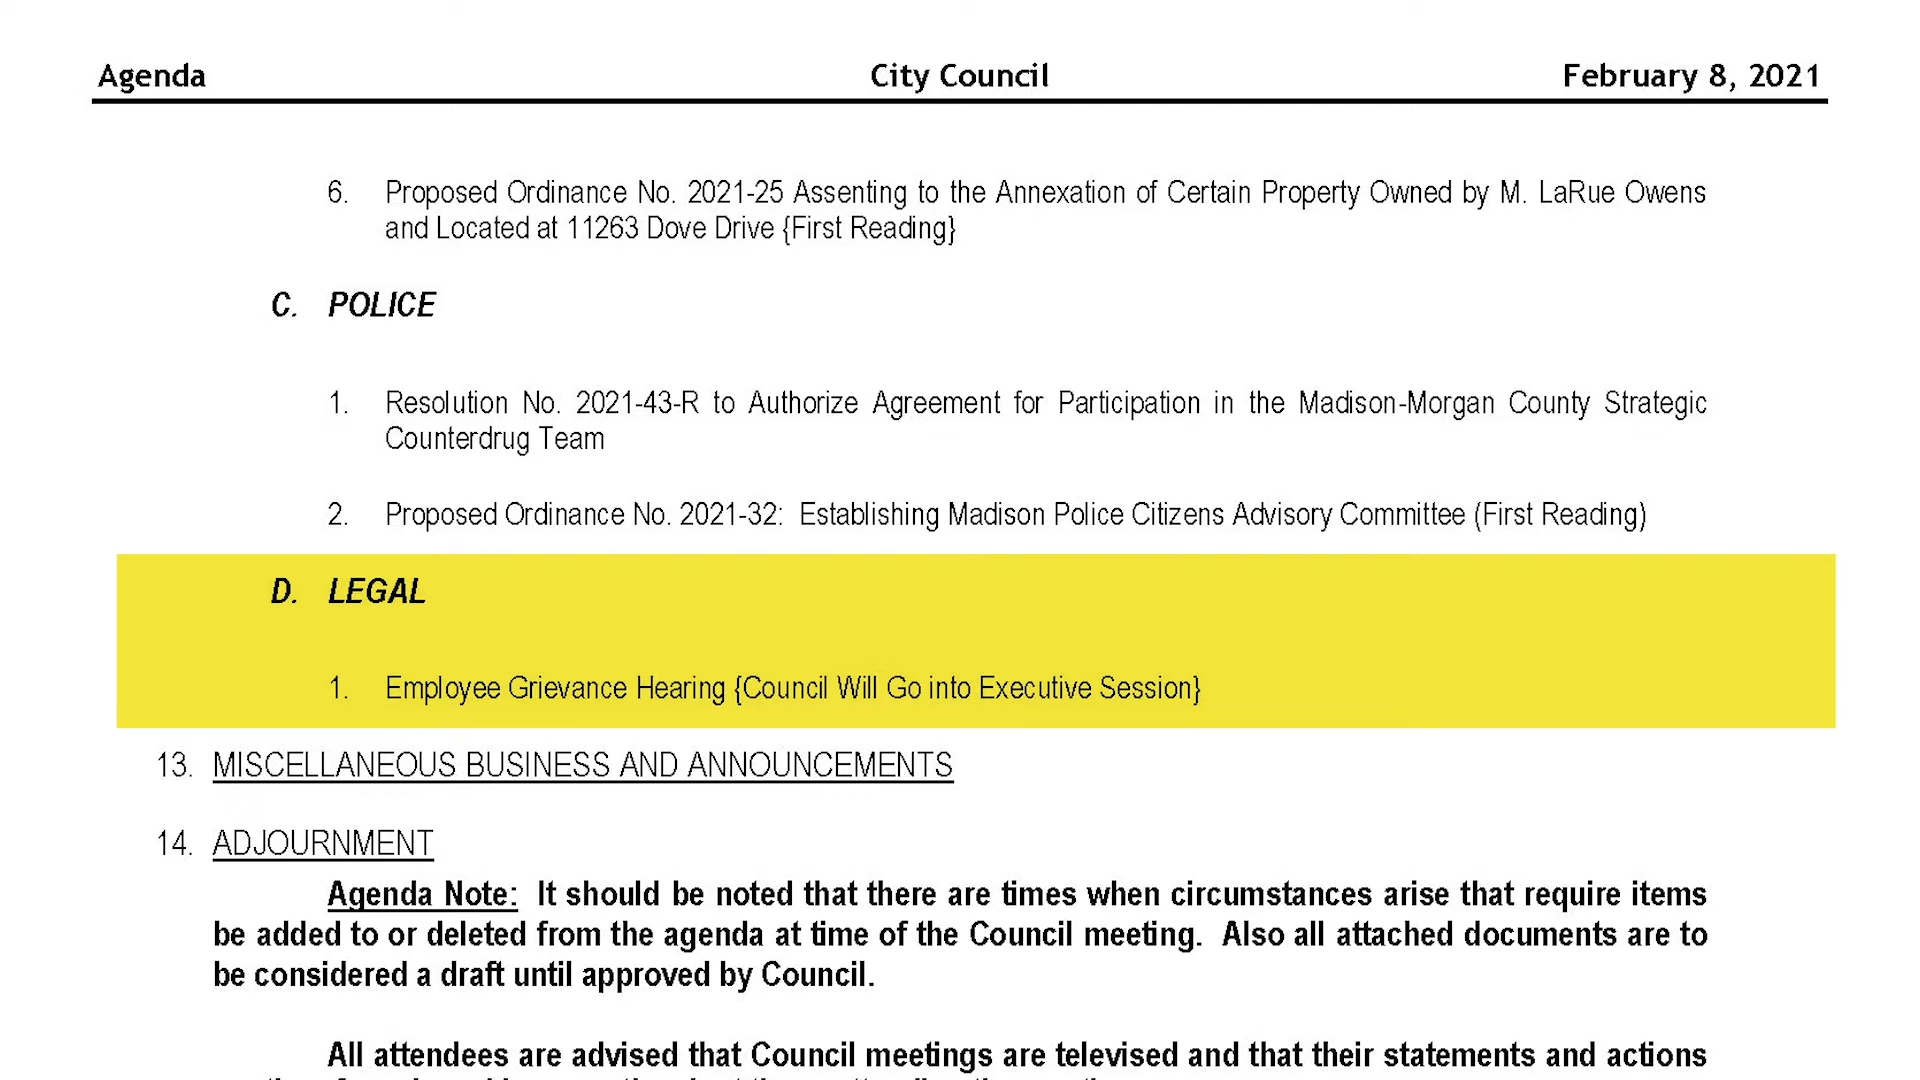 Agenda City Council February 8, 2021
6. Proposed Ordinance No. 2021-25 Assenting to the Annexation of Certain Property Owned by M. LaRue Owens
and Located at 11263 Dove Drive {First Reading}
C. POLICE
1. Resolution No. 2021-43-R to Authorize Agreement for Participation in the Madison-Morgan County Strategic
Counterdrug Team
2. Proposed Ordinance No. 2021-32: Establishing Madison Police Citizens Advisory Committee (First Reading)
D. LEGAL
1. Employee Grievance Hearing {Council Will Go into Executive Session}
13. MISCELLANEOUS BUSINESS AND ANNOUNCEMENTS
14. ADJOURNMENT
Agenda Note: It should be noted that there are times when circumstances arise that require items
be added to or deleted from the agenda at time of the Council meeting. Also all attached documents are to
be considered a draft until approved by Council.
All attendees are advised that Council meetings are televised and that their statements and actions